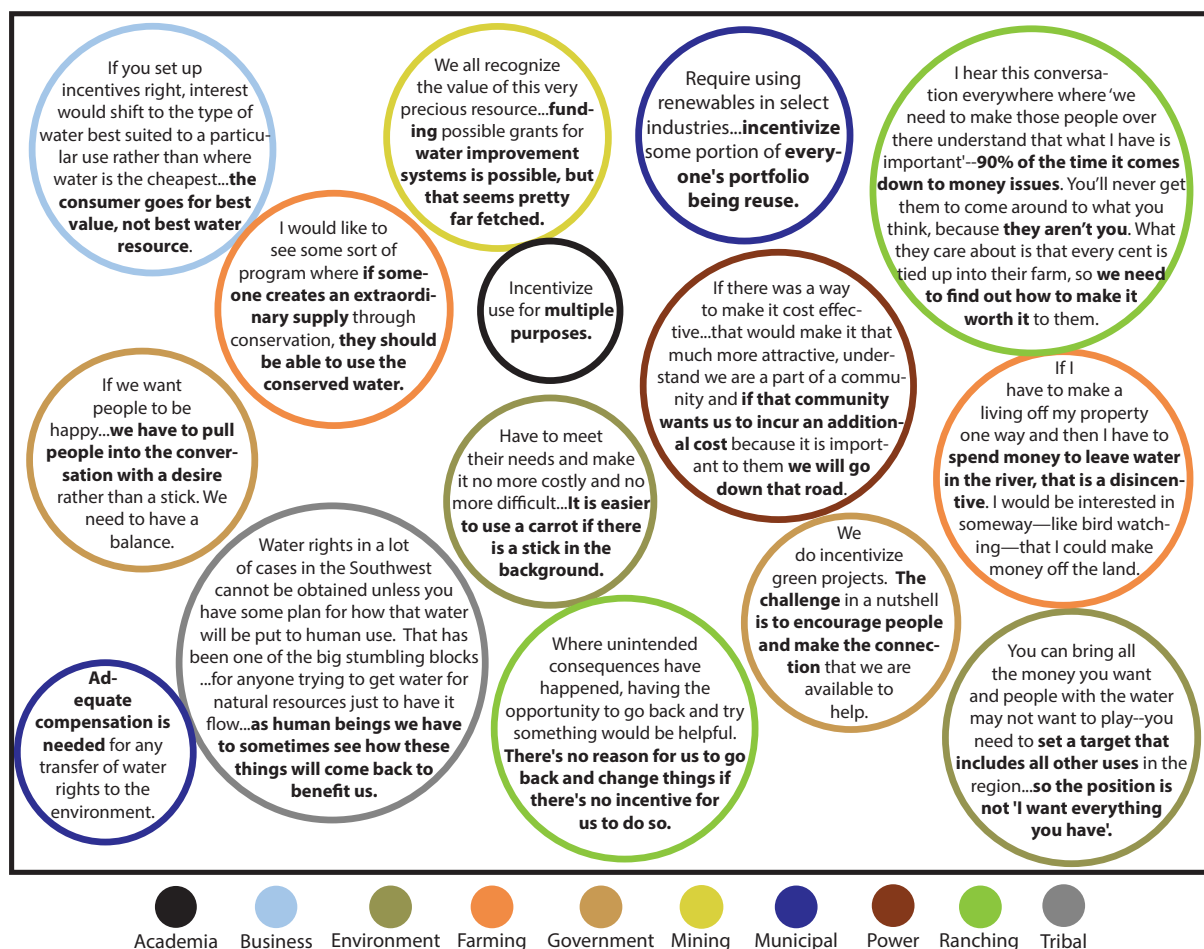 If you set up
incentives right, interest
would shift to the type of
water best suited to a particu-
lar use rather than where
water is the cheapest...the
consumer goes for best
value, not best water
resource.
We all recognize
the value of this very
precious resource...fund-
ing possible grants for
water improvement
systems is possible, but
that seems pretty
far fetched.
Require using
renewables in select
industries...incentivize
some portion of every-
one's portfolio
being reuse.
I hear this conversa-
tion everywhere where 'we
need to make those people over
there understand that what I have is
important'--90% of the time it comes
down to money issues. You'll never get
them to come around to what you
think, because they aren't you. What
they care about is that every cent is
tied up into their farm, so we need
to find out how to make it
worth it to them.
I would like to
see some sort of
program where if some-
one creates an extraordi-
nary supply through
conservation, they should
be able to use the
conserved water.
Incentivize
use for multiple
purposes.
If there was a way
to make it cost effec-
tive...that would make it that
much more attractive, under-
stand we are a part of a commu-
nity and if that community
wants us to incur an addition-
al cost because it is import-
ant to them we will go
down that road.
If we want
people to be
happy...we have to pull
people into the conver-
sation with a desire
rather than a stick. We
need to have a
balance.
Have to meet
their needs and make
it no more costly and no
more difficult...It is easier
to use a carrot if there
is a stick in the
background.
If I
have to make a
living off my property
one way and then I have to
spend money to leave water
in the river, that is a disincen-
tive. I would be interested in
someway—like bird watch-
ing—that I could make
money off the land.
Water rights in a lot
of cases in the Southwest
cannot be obtained unless you
have some plan for how that water
will be put to human use. That has
been one of the big stumbling blocks
...for anyone trying to get water for
natural resources just to have it
flow...as human beings we have
to sometimes see how these
things will come back to
benefit us.
We
do incentivize
green projects. The
challenge in a nutshell
is to encourage people
and make the connec-
tion that we are
available to
help.
Ad-
equate
compensation is
needed for any
transfer of water
rights to the
environment.
Where unintended
consequences have
happened, having the
opportunity to go back and try
something would be helpful.
There's no reason for us to go
back and change things if
there's no incentive for
us to do so.
You can bring all
the money you want
and people with the water
may not want to play--you
need to set a target that
includes all other uses in the
region...so the position is
not 'I want everything
you have'.
Academia
Business
Environment
Farming
Government
Mining
Municipal
Power
Ranching
Tribal